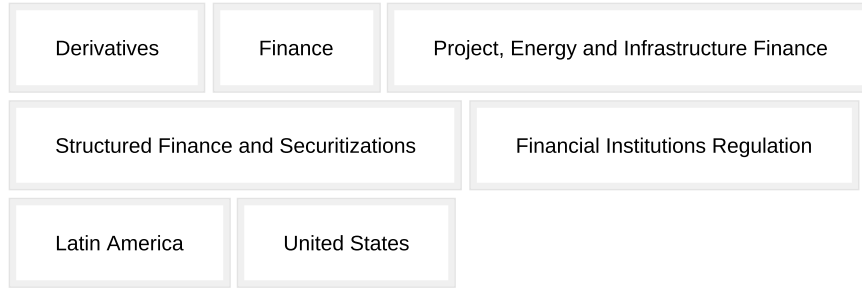 Derivatives Finance Project, Energy and Infrastructure Finance
Structured Finance and Securitizations Financial Institutions Regulation
Latin America United States